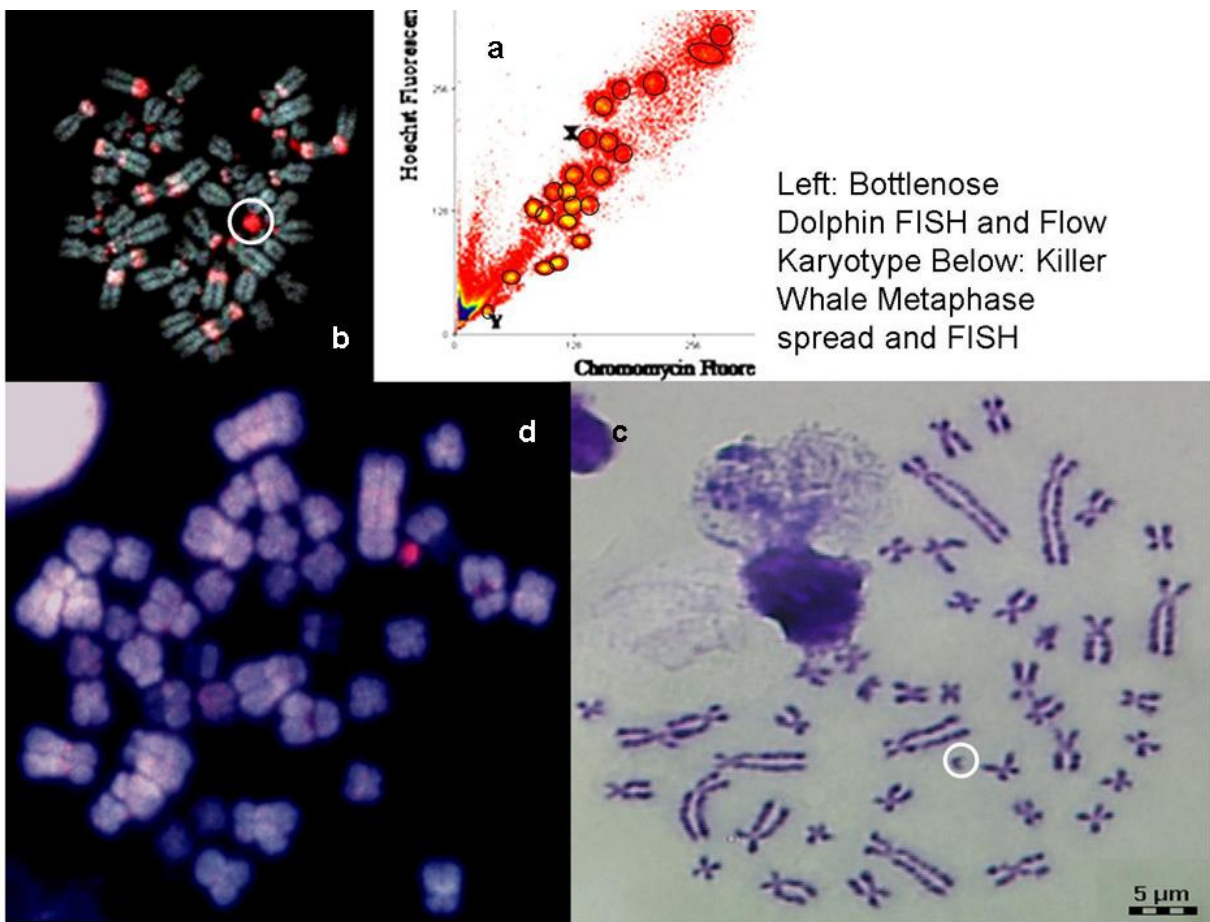 a
Hoechst Fluorescen
256
X
128
0
Y
0
128
256
Chromomycin Fluore
b
Left: Bottlenose
Dolphin FISH and Flow
Karyotype Below: Killer
Whale Metaphase
spread and FISH
d
c
5 µm